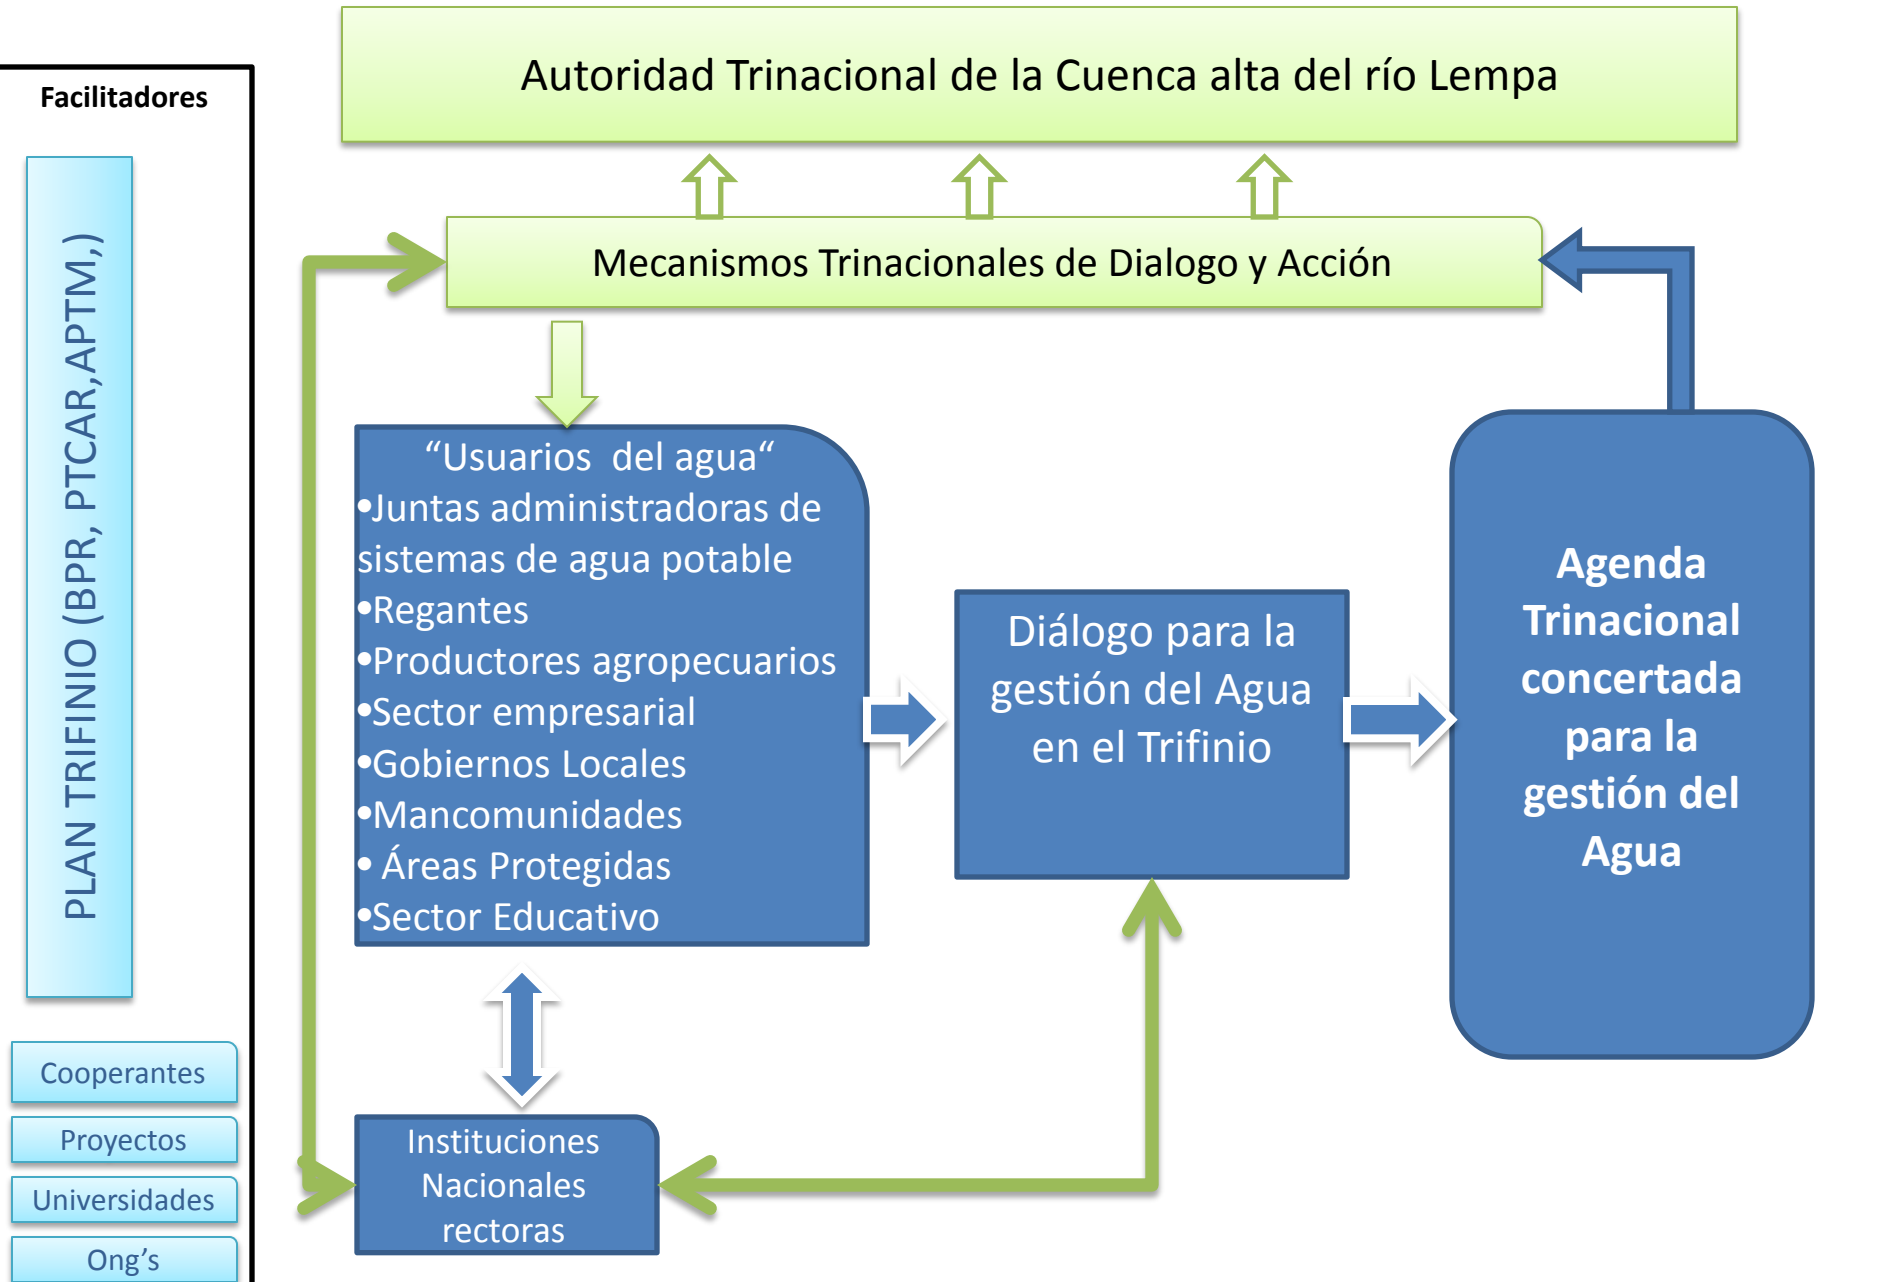 Autoridad Trinacional de la Cuenca alta del río Lempa
Facilitadores
PLAN TRIFINIO (BPR, PTCAR,APTM,)
Cooperantes
Proyectos
Universidades
Ong’s
Mecanismos Trinacionales de Dialogo y Acción
“Usuarios  del agua“
•Juntas administradoras de
sistemas de agua potable
•Regantes
•Productores agropecuarios
•Sector empresarial
•Gobiernos Locales
•Mancomunidades
• Áreas Protegidas
•Sector Educativo
Diálogo para la
gestión del Agua
en el Trifinio
Agenda
Trinacional
concertada
para la
gestión del
Agua
Instituciones
Nacionales
rectoras